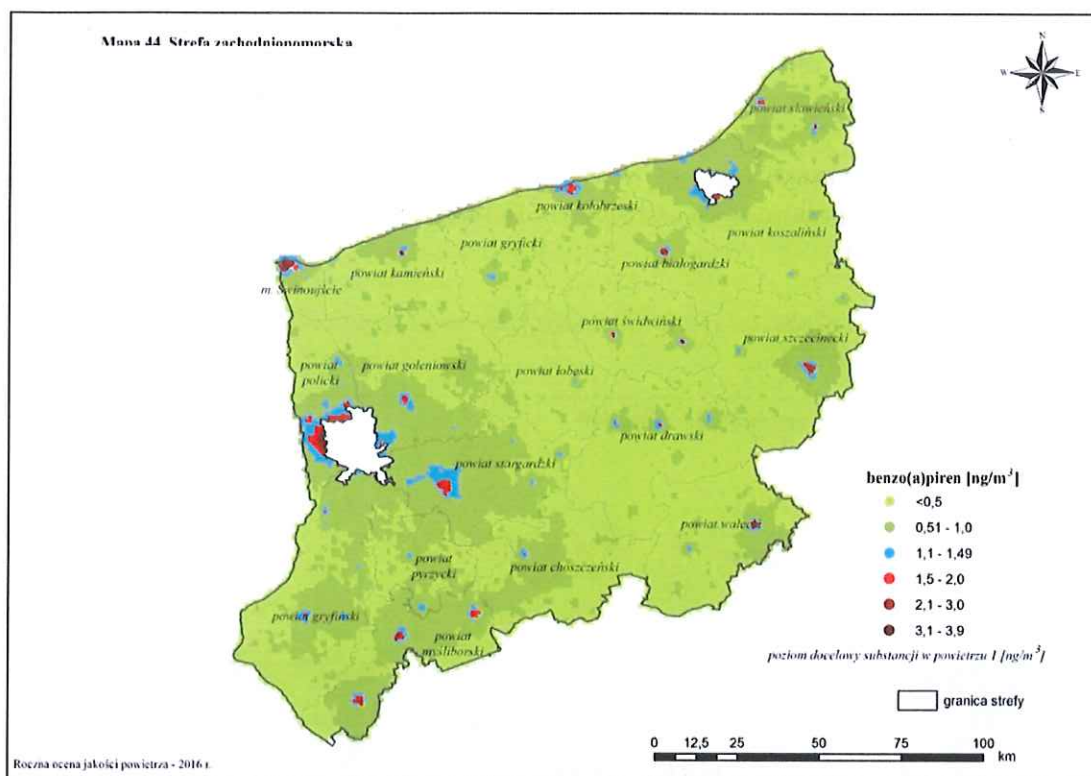 Mapa 44. Strefa zachodniopomorska
N
W E
S
powiat sławieński
powiat kołobrzeski
powiat koszaliński
powiat gryficki
powiat białogardzki
powiat kamieński
m. Świnoujście
powiat świdwiński
powiat szczecinecki
powiat
policki
powiat goleniowski
powiat łobeski
powiat drawski
powiat stargardzki
benzo(a)piren [ng/m³]
<0,5
0,51 - 1,0
1,1 - 1,49
1,5 - 2,0
2,1 - 3,0
3,1 - 3,9
powiat wałecki
powiat
pyrzycki
powiat choszczeński
powiat gryfiński
powiat
myśliborski
poziom docelowy substancji w powietrzu 1 [ng/m³]
granica strefy
0 12,5 25 50 75 100
km
Roczna ocena jakości powietrza - 2016 r.